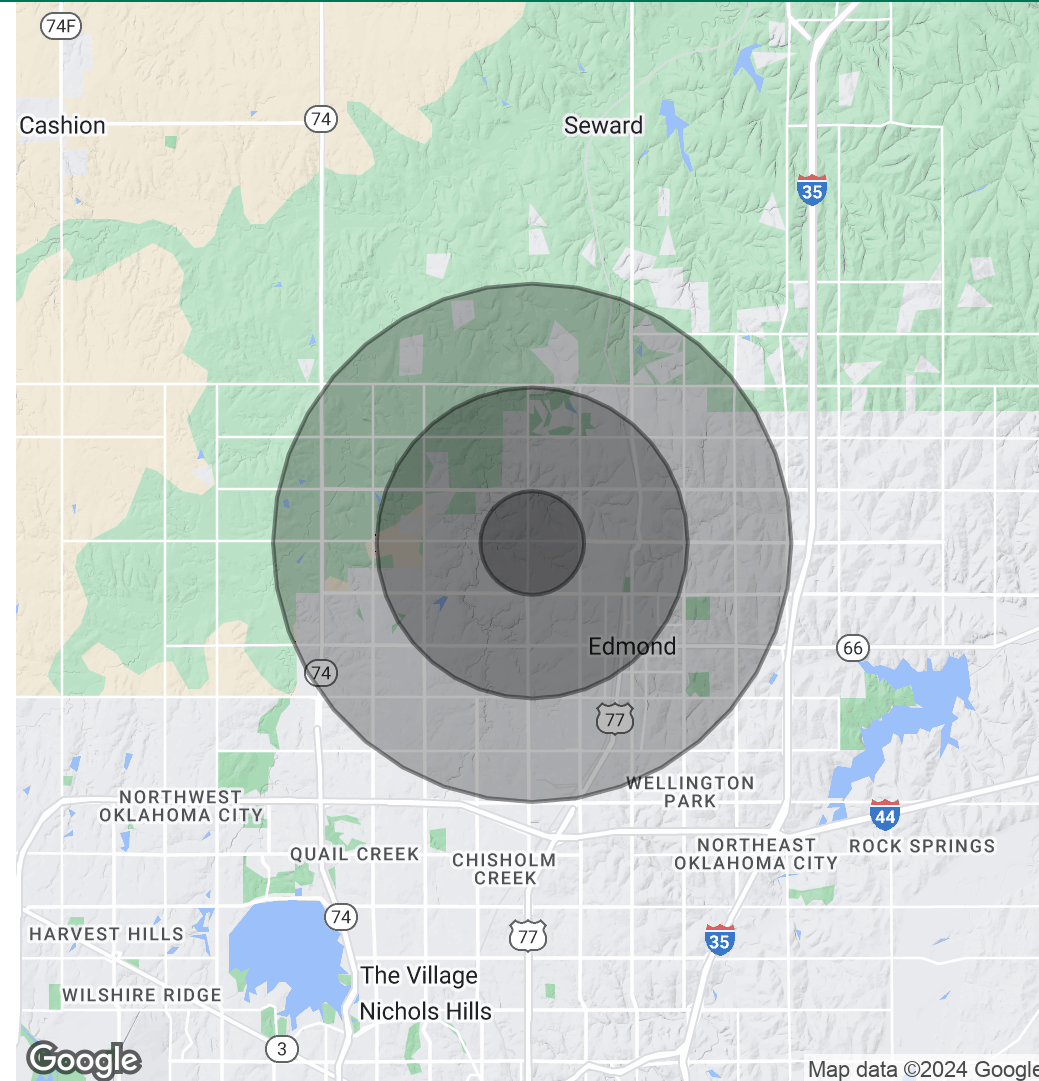 74F
Cashion
74
Seward
35
Edmond
66
74
77
WELLINGTON
PARK
NORTHWEST
OKLAHOMA CITY
44
QUAIL CREEK
CHISHOLM
CREEK
NORTHEAST
OKLAHOMA CITY
ROCK SPRINGS
74
HARVEST HILLS
77
35
The Village
WILSHIRE RIDGE
Nichols Hills
3
Google
Map data ©2024 Google